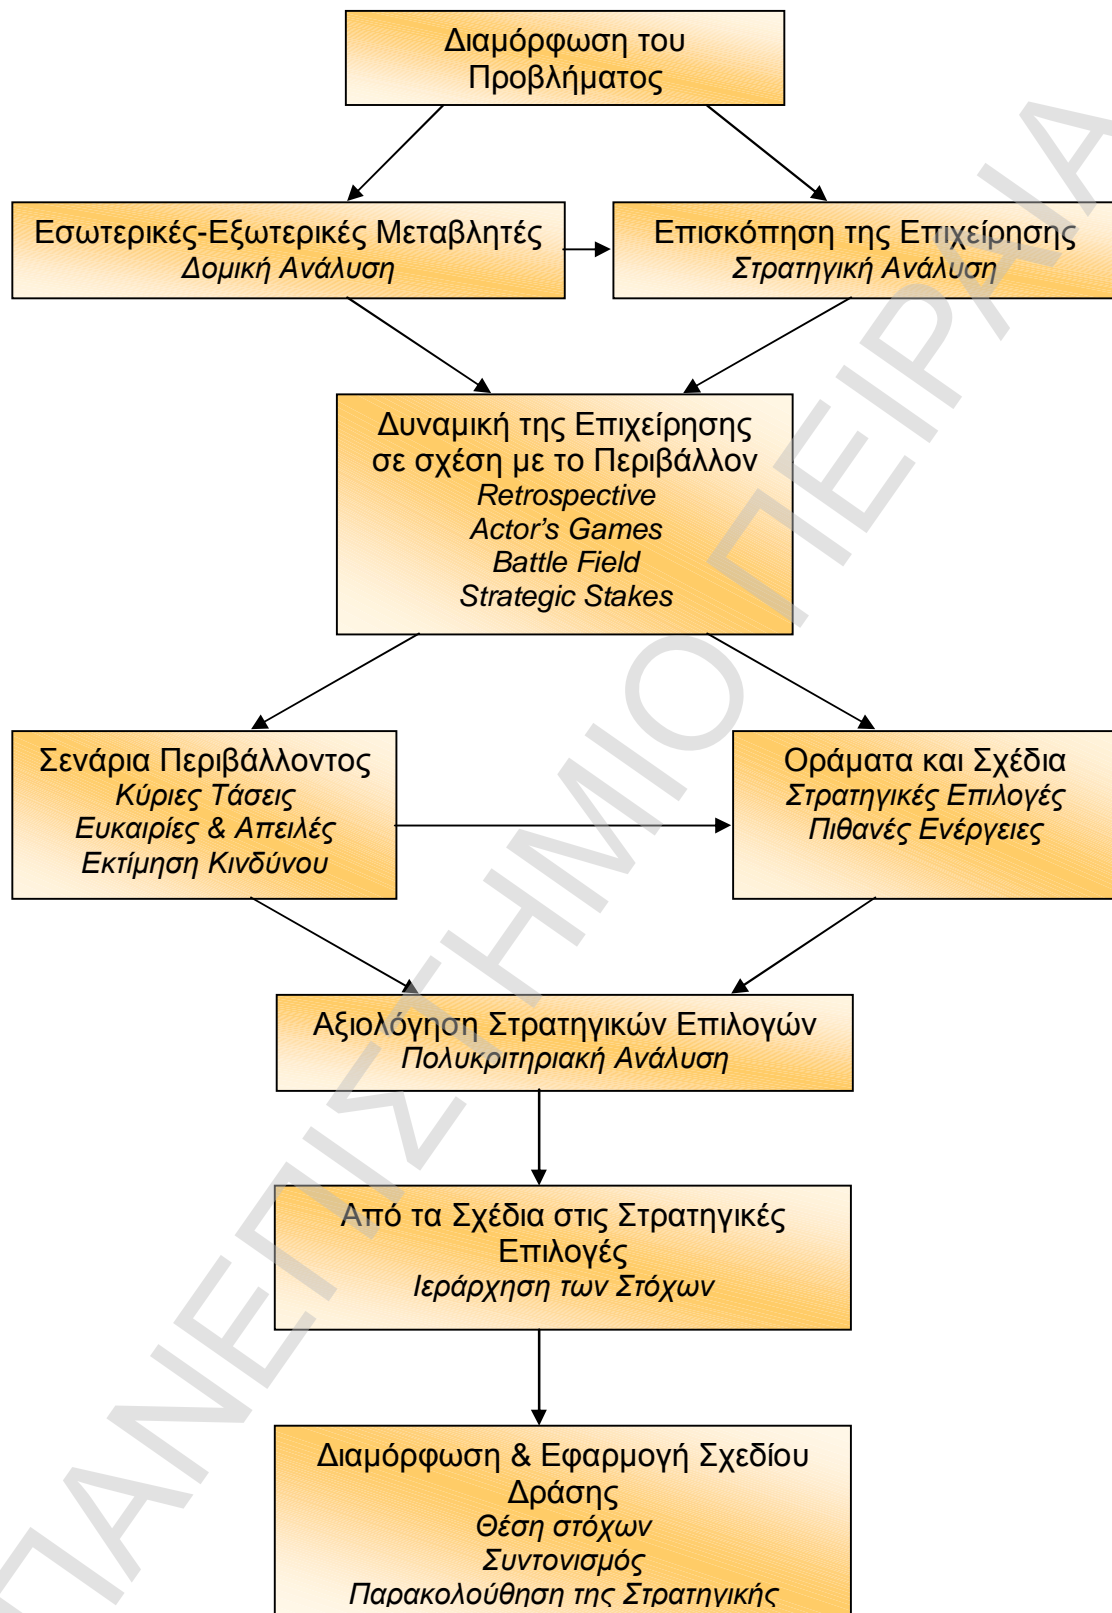 Διαμόρφωση του
Προβλήματος
Εσωτερικές-Εξωτερικές Μεταβλητές
Δομική Ανάλυση
Επισκόπηση της Επιχείρησης
Στρατηγική Ανάλυση
Δυναμική της Επιχείρησης
σε σχέση με το Περιβάλλον
Retrospective
Actor’s Games
Battle Field
Strategic Stakes
Σενάρια Περιβάλλοντος
Κύριες Τάσεις
Ευκαιρίες & Απειλές
Εκτίμηση Κινδύνου
Οράματα και Σχέδια
Στρατηγικές Επιλογές
Πιθανές Ενέργειες
Αξιολόγηση Στρατηγικών Επιλογών
Πολυκριτηριακή Ανάλυση
Από τα Σχέδια στις Στρατηγικές
Επιλογές
Ιεράρχηση των Στόχων
Διαμόρφωση & Εφαρμογή Σχεδίου
Δράσης
Θέση στόχων
Συντονισμός
Παρακολούθηση της Στρατηγικής
ΠΑΝΕΠΙΣΤΗΜΙΟ ΠΕΙΡΑΙΑ